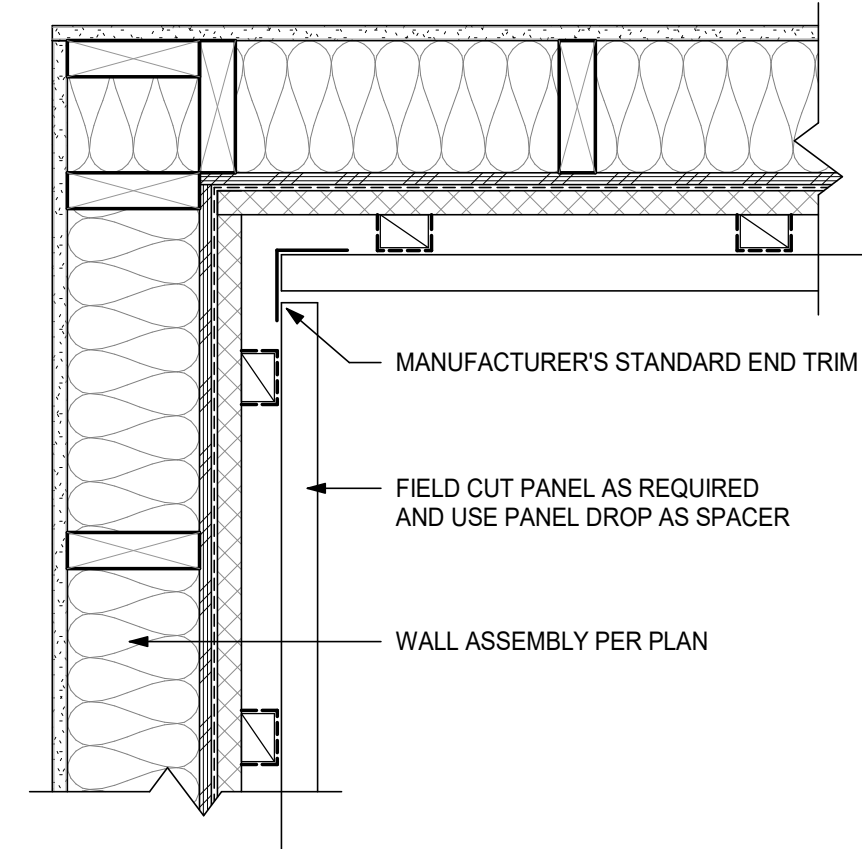 MANUFACTURER'S STANDARD END TRIM
FIELD CUT PANEL AS REQUIRED
AND USE PANEL DROP AS SPACER
WALL ASSEMBLY PER PLAN